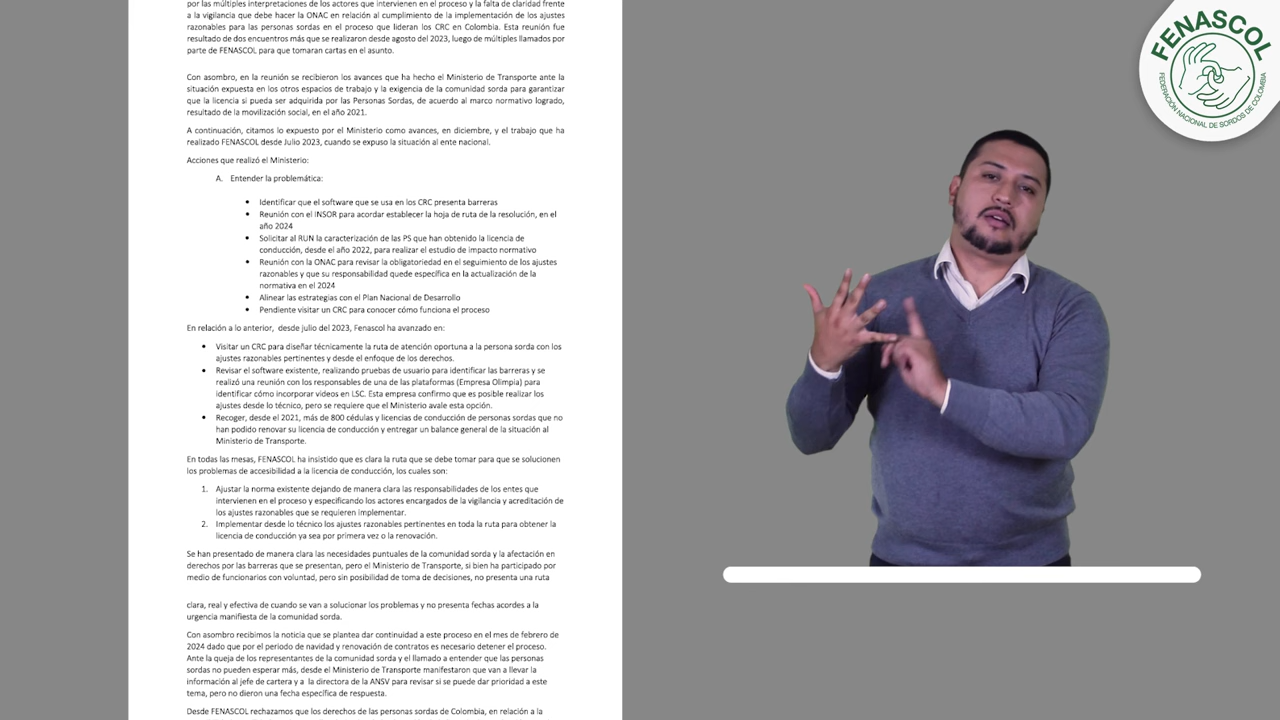 por las múltiples interpretaciones de los actores que intervienen en el proceso y la falta de claridad frente
a la vigilancia que debe hacer la ONAC en relación al cumplimiento de la implementación de los ajustes
razonables para las personas sordas en el proceso que lideran los CRC en Colombia. Esta reunión fue
resultado de dos encuentros más que se realizaron desde agosto del 2023, luego de múltiples llamados por
parte de FENASCOL para que tomaran cartas en el asunto.
Con asombro, en la reunión se recibieron los avances que ha hecho el Ministerio de Transporte ante la
situación expuesta en los otros espacios de trabajo y la exigencia de la comunidad sorda para garantizar
que la licencia si pueda ser adquirida por las Personas Sordas, de acuerdo al marco normativo logrado,
resultado de la movilización social, en el año 2021.
A continuación, citamos lo expuesto por el Ministerio como avances, en diciembre, y el trabajo que ha
realizado FENASCOL desde Julio 2023, cuando se expuso la situación al ente nacional.
Acciones que realizó el Ministerio:
A. Entender la problemática:
• Identificar que el software que se usa en los CRC presenta barreras
• Reunión con el INSOR para acordar establecer la hoja de ruta de la resolución, en el
año 2024
• Solicitar al RUN la caracterización de las PS que han obtenido la licencia de
conducción, desde el año 2022, para realizar el estudio de impacto normativo
• Reunión con la ONAC para revisar la obligatoriedad en el seguimiento de los ajustes
razonables y que su responsabilidad quede específica en la actualización de la
normativa en el 2024
• Alinear las estrategias con el Plan Nacional de Desarrollo
• Pendiente visitar un CRC para conocer cómo funciona el proceso
En relación a lo anterior, desde julio del 2023, Fenascol ha avanzado en:
• Visitar un CRC para diseñar técnicamente la ruta de atención oportuna a la persona sorda con los
ajustes razonables pertinentes y desde el enfoque de los derechos.
• Revisar el software existente, realizando pruebas de usuario para identificar las barreras y se
realizó una reunión con los responsables de una de las plataformas (Empresa Olimpia) para
identificar cómo incorporar videos en LSC. Esta empresa confirmo que es posible realizar los
ajustes desde lo técnico, pero se requiere que el Ministerio avale esta opción.
• Recoger, desde el 2021, más de 800 cédulas y licencias de conducción de personas sordas que no
han podido renovar su licencia de conducción y entregar un balance general de la situación al
Ministerio de Transporte.
En todas las mesas, FENASCOL ha insistido que es clara la ruta que se debe tomar para que se solucionen
los problemas de accesibilidad a la licencia de conducción, los cuales son:
1. Ajustar la norma existente dejando de manera clara las responsabilidades de los entes que
intervienen en el proceso y especificando los actores encargados de la vigilancia y acreditación de
los ajustes razonables que se requieren implementar.
2. Implementar desde lo técnico los ajustes razonables pertinentes en toda la ruta para obtener la
licencia de conducción ya sea por primera vez o la renovación.
Se han presentado de manera clara las necesidades puntuales de la comunidad sorda y la afectación en
derechos por las barreras que se presentan, pero el Ministerio de Transporte, si bien ha participado por
medio de funcionarios con voluntad, pero sin posibilidad de toma de decisiones, no presenta una ruta
clara, real y efectiva de cuando se van a solucionar los problemas y no presenta fechas acordes a la
urgencia manifiesta de la comunidad sorda.
Con asombro recibimos la noticia que se plantea dar continuidad a este proceso en el mes de febrero de
2024 dado que por el periodo de navidad y renovación de contratos es necesario detener el proceso.
Ante la queja de los representantes de la comunidad sorda y el llamado a entender que las personas
sordas no pueden esperar más, desde el Ministerio de Transporte manifestaron que van a llevar la
información al jefe de cartera y a la directora de la ANSV para revisar si se puede dar prioridad a este
tema, pero no dieron una fecha específica de respuesta.
Desde FENASCOL rechazamos que los derechos de las personas sordas de Colombia, en relación a la
FENASCOL
FEDERACIÓN NACIONAL DE SORDOS DE COLOMBIA